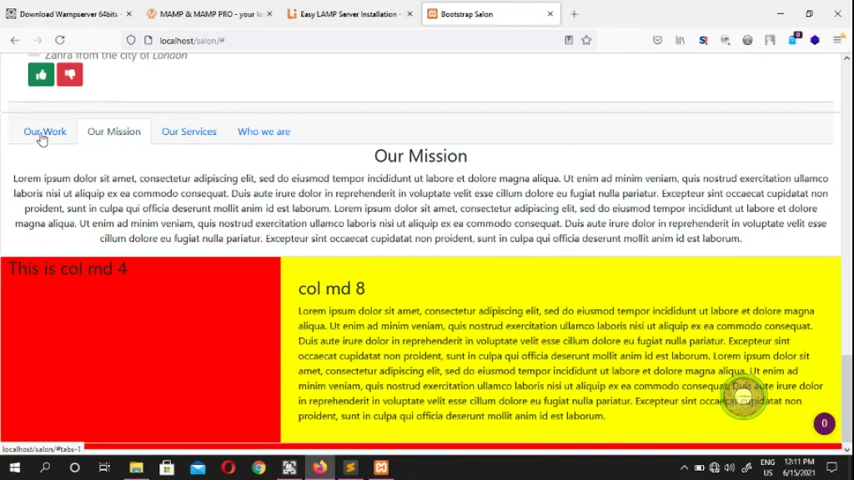 Download Wampserver 64bits
MAMP & MAMP PRO - your lo
Easy LAMP Server Installation -
Bootstrap Salon
localhost/salon/#
Zahra from the city of London
Our Work
Our Mission
Our Services
Who we are
Our Mission
Lorem ipsum dolor sit amet, consectetur adipiscing elit, sed do eiusmod tempor incididunt ut labore et dolore magna aliqua. Ut enim ad minim veniam, quis nostrud exercitation ullamco
laboris nisi ut aliquip ex ea commodo consequat. Duis aute irure dolor in reprehenderit in voluptate velit esse cillum dolore eu fugiat nulla pariatur. Excepteur sint occaecat cupidatat non
proident, sunt in culpa qui officia deserunt mollit anim id est laborum. Lorem ipsum dolor sit amet, consectetur adipiscing elit, sed do eiusmod tempor incididunt ut labore et dolore
magna aliqua. Ut enim ad minim veniam, quis nostrud exercitation ullamco laboris nisi ut aliquip ex ea commodo consequat. Duis aute irure dolor in reprehenderit in voluptate velit esse
cillum dolore eu fugiat nulla pariatur. Excepteur sint occaecat cupidatat non proident, sunt in culpa qui officia deserunt mollit anim id est laborum.
This is col md 4
col md 8
Lorem ipsum dolor sit amet, consectetur adipiscing elit, sed do eiusmod tempor incididunt ut labore et dolore magna
aliqua. Ut enim ad minim veniam, quis nostrud exercitation ullamco laboris nisi ut aliquip ex ea commodo consequat.
Duis aute irure dolor in reprehenderit in voluptate velit esse cillum dolore eu fugiat nulla pariatur. Excepteur sint
occaecat cupidatat non proident, sunt in culpa qui officia deserunt mollit anim id est laborum. Lorem ipsum dolor sit
amet, consectetur adipiscing elit, sed do eiusmod tempor incididunt ut labore et dolore magna aliqua. Ut enim ad
minim veniam, quis nostrud exercitation ullamco laboris nisi ut aliquip ex ea commodo consequat. Duis aute irure dolor
in reprehenderit in voluptate velit esse cillum dolore eu fugiat nulla pariatur. Excepteur sint occaecat cupidatat non
proident, sunt in culpa qui officia deserunt mollit anim id est laborum.
0
localhost/salon/#tabs-1
ENG
US
12:11 PM
6/15/2021